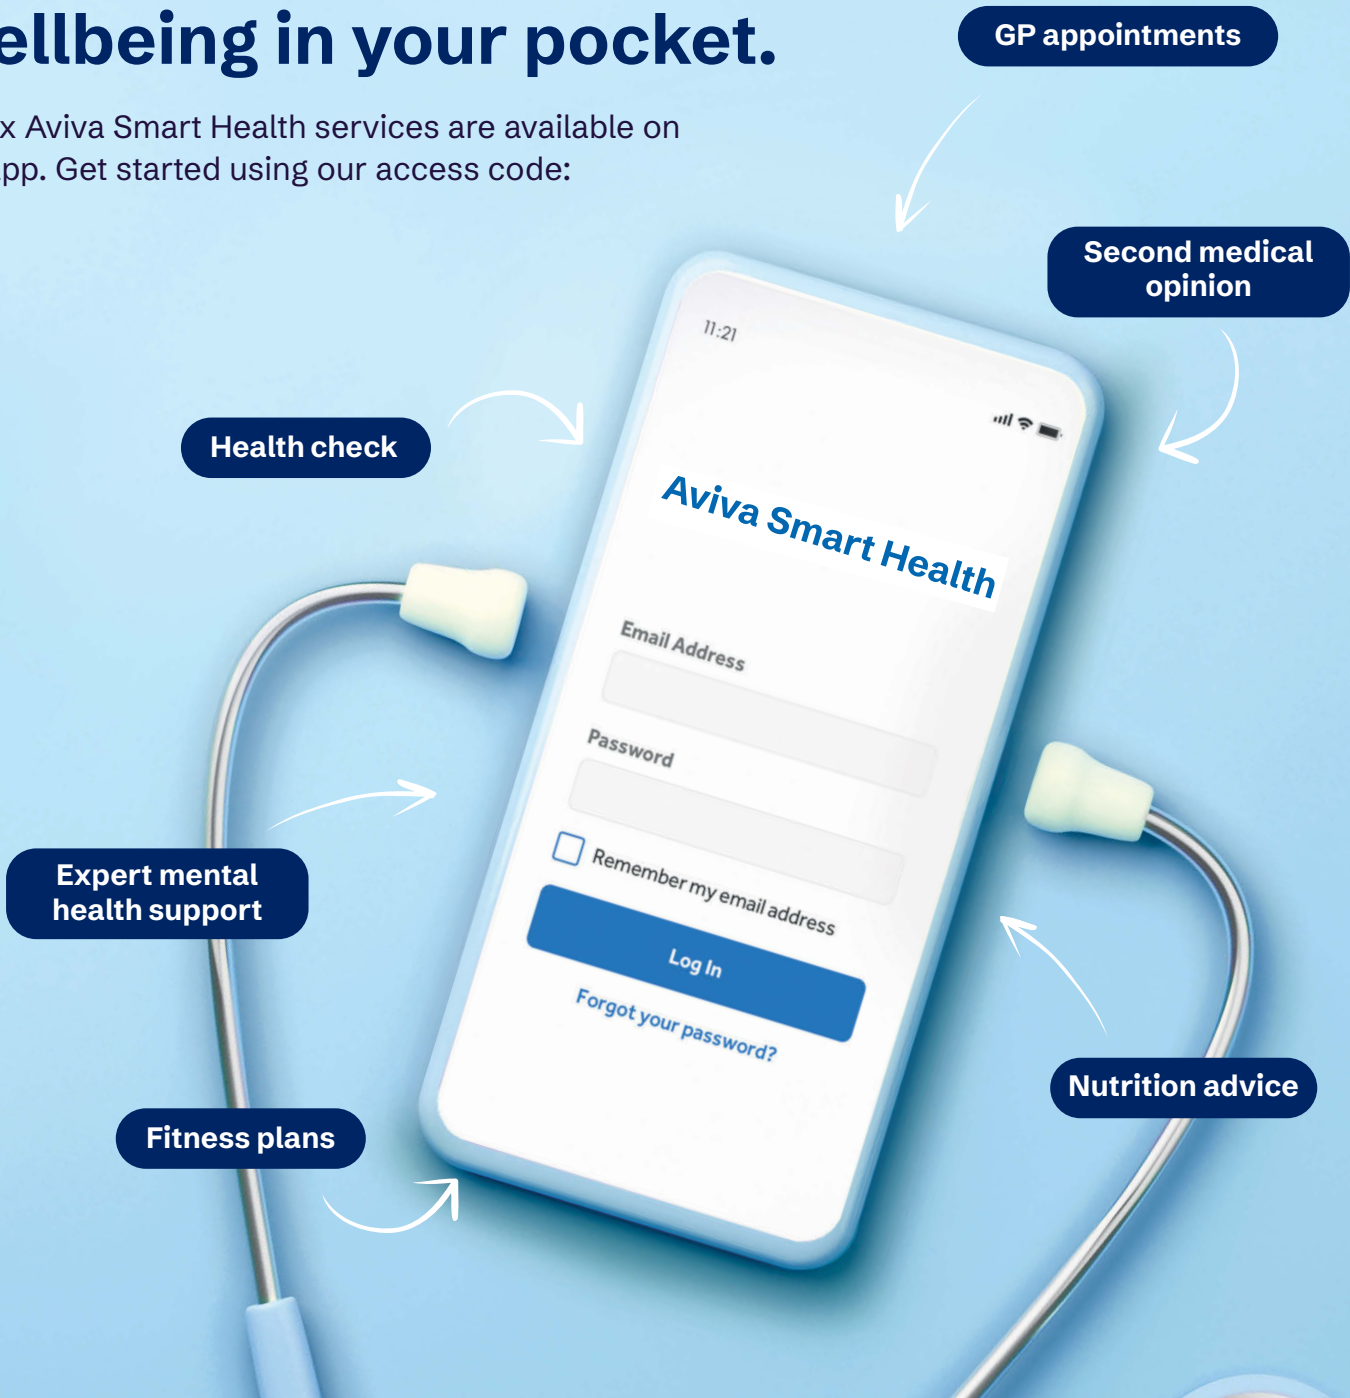 ellbeing in your pocket.
x Aviva Smart Health services are available on
pp. Get started using our access code:
GP appointments
Second medical
opinion
Health check
11:21
Aviva Smart Health
Email Address
Password
Remember my email address
Log In
Forgot your password?
Expert mental
health support
Nutrition advice
Fitness plans